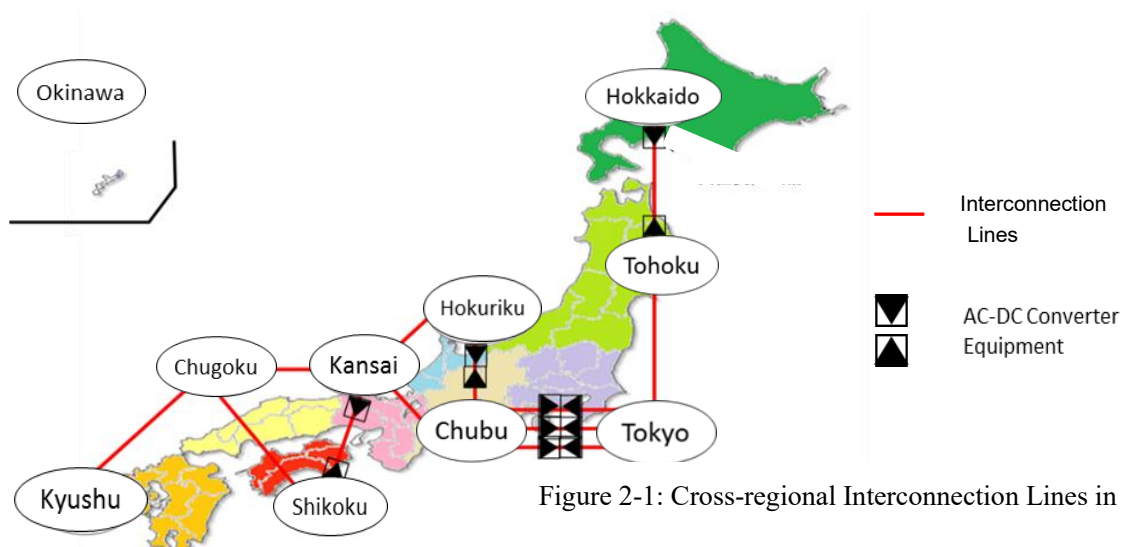 Okinawa
Hokkaido
Tohoku
Hokuriku
Chugoku
Kansai
Chubu
Tokyo
Kyushu
Shikoku
Interconnection
Lines
AC-DC Converter
Equipment
Figure 2-1: Cross-regional Interconnection Lines in